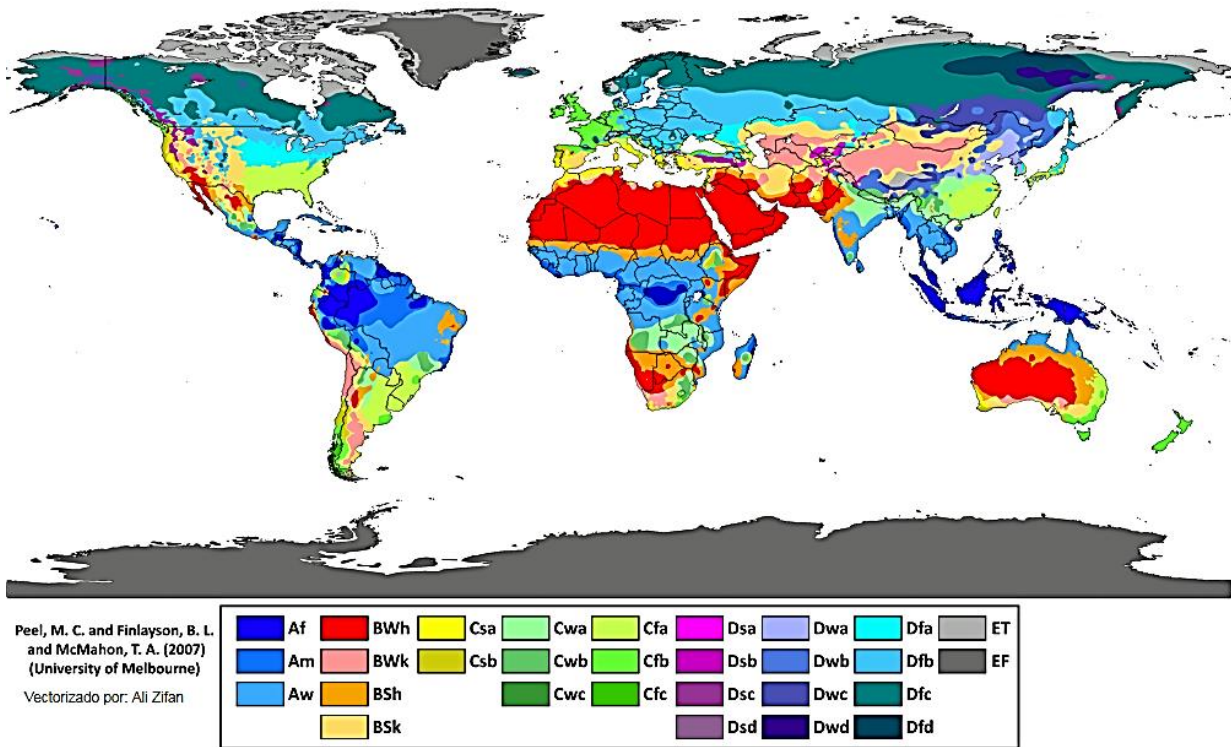 Peel, M. C. and Finlayson, B. L.
and McMahon, T. A. (2007)
(University of Melbourne)
Vectorizado por: Ali Zifan
Af BWh Csa Cwa Cfa Dsa Dwa Dfa ET
Am BWk Csb Cwb Cfb Dsb Dwb Dfb EF
Aw BSh Cwc Cfc Dsc Dwc Dfc
BSk Dsd Dwd Dfd